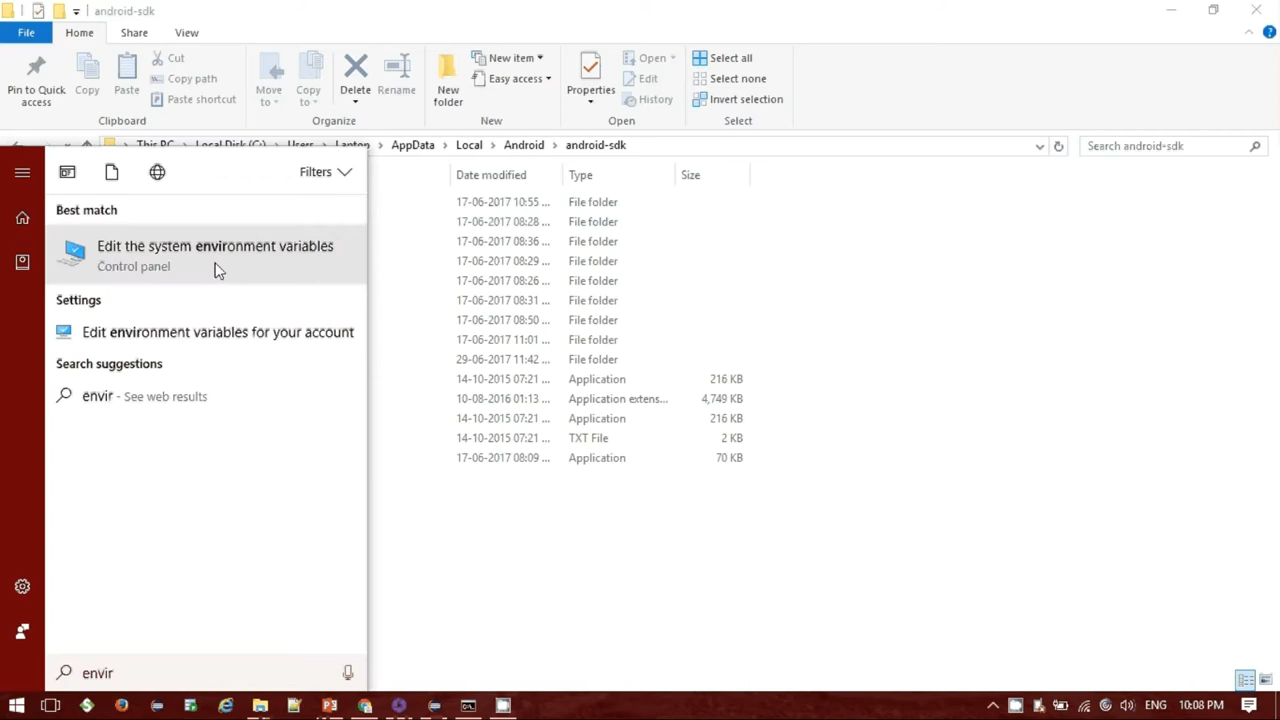 android-sdk
File Home Share View
Pin to Quick access
Copy
Paste
Cut
Copy path
Paste shortcut
Clipboard
Move to
Copy to
Delete
Rename
Organize
New folder
New item
Easy access
New
Properties
Open
Edit
History
Open
Select all
Select none
Invert selection
Select
This PC Local Disk (C:) Users Laptop AppData Local Android android-sdk
Search android-sdk
Filters
Best match
Edit the system environment variables
Control panel
Settings
Edit environment variables for your account
Search suggestions
envir - See web results
envir
Date modified Type Size
17-06-2017 10:55 ... File folder
17-06-2017 08:28 ... File folder
17-06-2017 08:36 ... File folder
17-06-2017 08:29 ... File folder
17-06-2017 08:26 ... File folder
17-06-2017 08:31 ... File folder
17-06-2017 08:50 ... File folder
17-06-2017 11:01 ... File folder
29-06-2017 11:42 ... File folder
14-10-2015 07:21 ... Application 216 KB
10-08-2016 01:13 ... Application extens... 4,749 KB
14-10-2015 07:21 ... Application 216 KB
14-10-2015 07:21 ... TXT File 2 KB
17-06-2017 08:09 ... Application 70 KB
ENG 10:08 PM